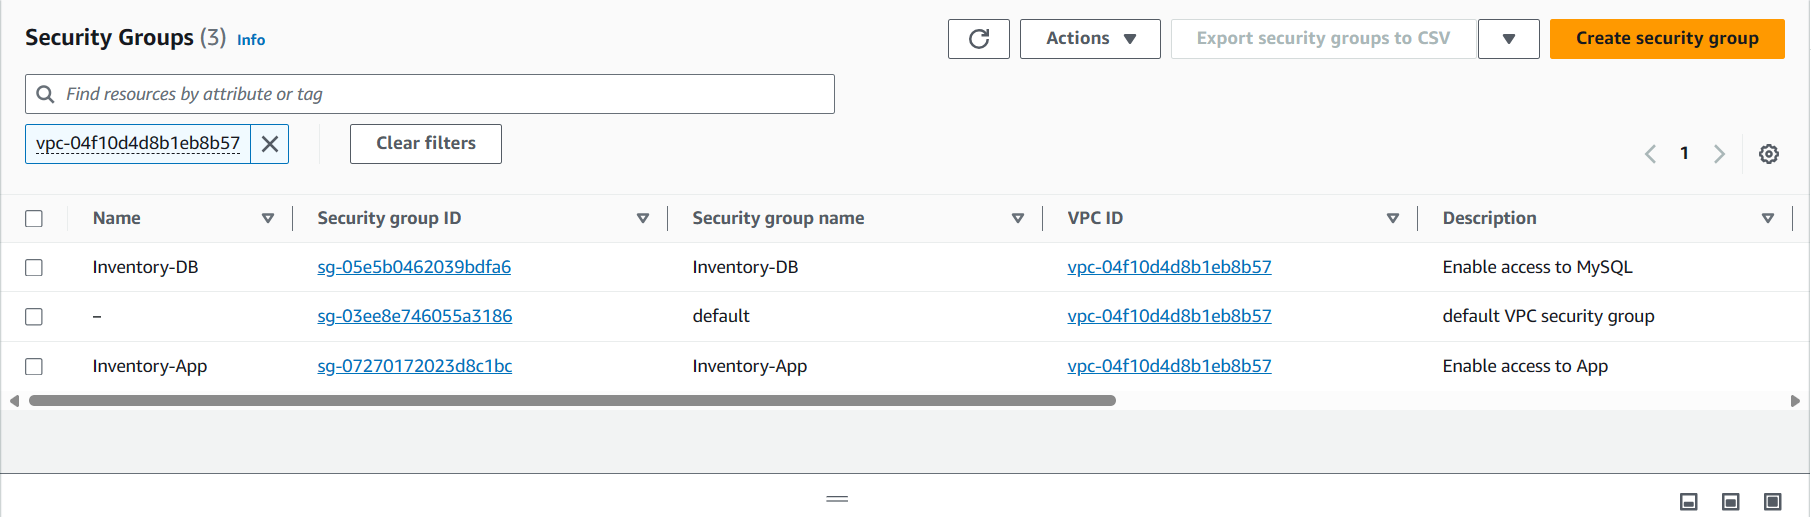 Security Groups (3) Info
Actions
Export security groups to CSV
Create security group
Find resources by attribute or tag
vpc-04f10d4d8b1eb8b57
Clear filters
1
Name Security group ID Security group name VPC ID Description
Inventory-DB sg-05e5b0462039bdfa6 Inventory-DB vpc-04f10d4d8b1eb8b57 Enable access to MySQL
– sg-03ee8e746055a3186 default vpc-04f10d4d8b1eb8b57 default VPC security group
Inventory-App sg-07270172023d8c1bc Inventory-App vpc-04f10d4d8b1eb8b57 Enable access to App